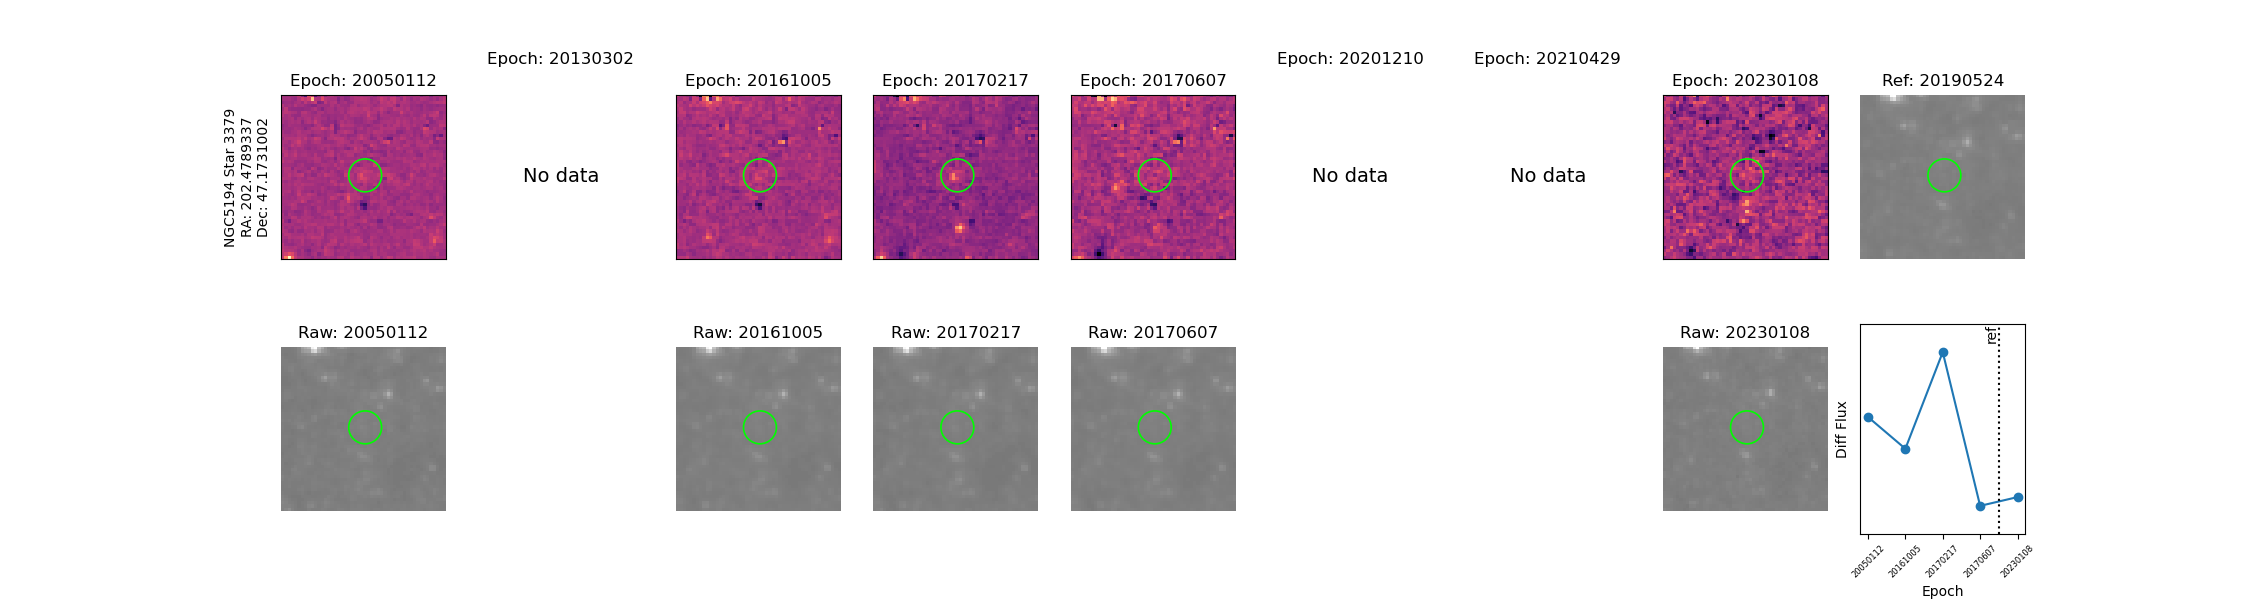 Epoch: 20130302
Epoch: 20201210
Epoch: 20210429
Epoch: 20050112
Epoch: 20161005
Epoch: 20170217
Epoch: 20170607
Epoch: 20230108
Ref: 20190524
NGC5194 Star 3379
RA: 202.4789337
Dec: 47.1731002
No data
No data
No data
Raw: 20050112
Raw: 20161005
Raw: 20170217
Raw: 20170607
Raw: 20230108
ref
Diff Flux
20050112
20161005
20170217
20170607
20230108
Epoch